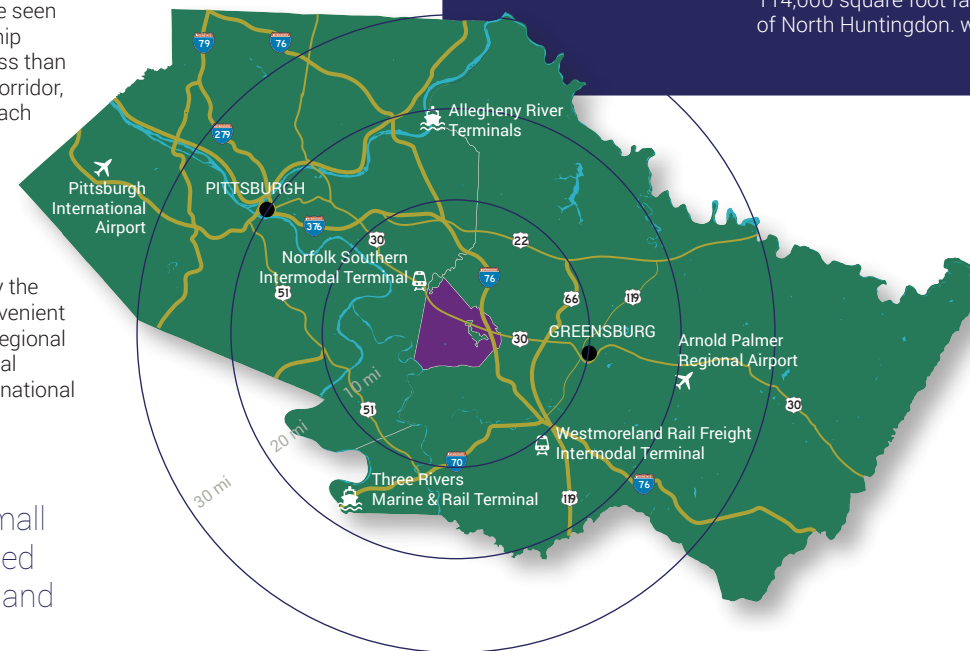 e seen
hip
ss than
orridor,
ach
114,000 square foot fa
of North Huntingdon. w
79
76
279
Allegheny River
Terminals
Pittsburgh
International
Airport
PITTSBURGH
376
30
22
Norfolk Southern
Intermodal Terminal
51
76
66
119
y the
venient
egional
al
rnational
30
GREENSBURG
Arnold Palmer
Regional Airport
10 mi
51
30
20 mi
Westmoreland Rail Freight
Intermodal Terminal
70
76
Three Rivers
Marine & Rail Terminal
119
30 mi
mall
ed
and